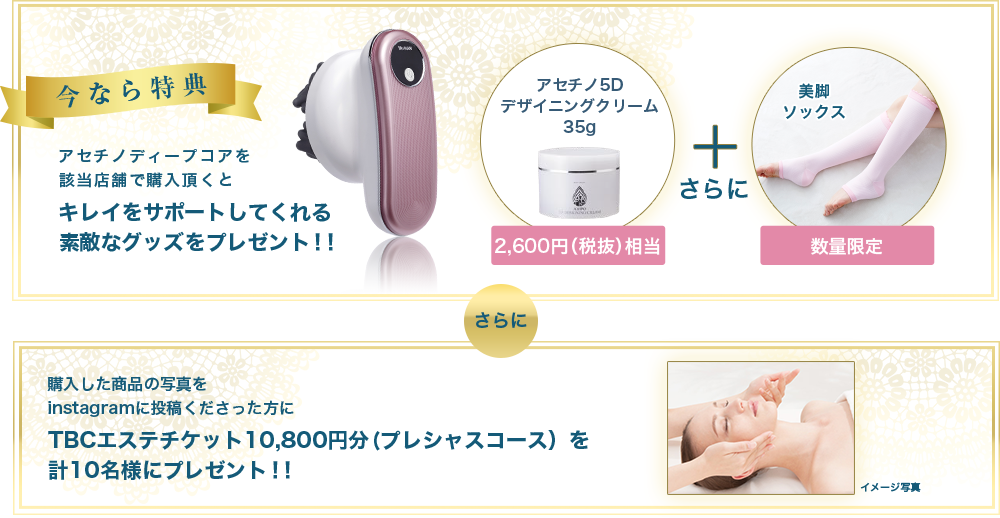 今なら特典
アセチノディープコアを
該当店舗で購入頂くと
キレイをサポートしてくれる
素敵なグッズをプレゼント！！
アセチノ5D
デザイニングクリーム
35g
2,600円（税抜）相当
＋
さらに
美脚
ソックス
数量限定
さらに
購入した商品の写真を
instagramに投稿くださった方に
TBCエステチケット10,800円分（プレシャスコース）を
計10名様にプレゼント！！
イメージ写真